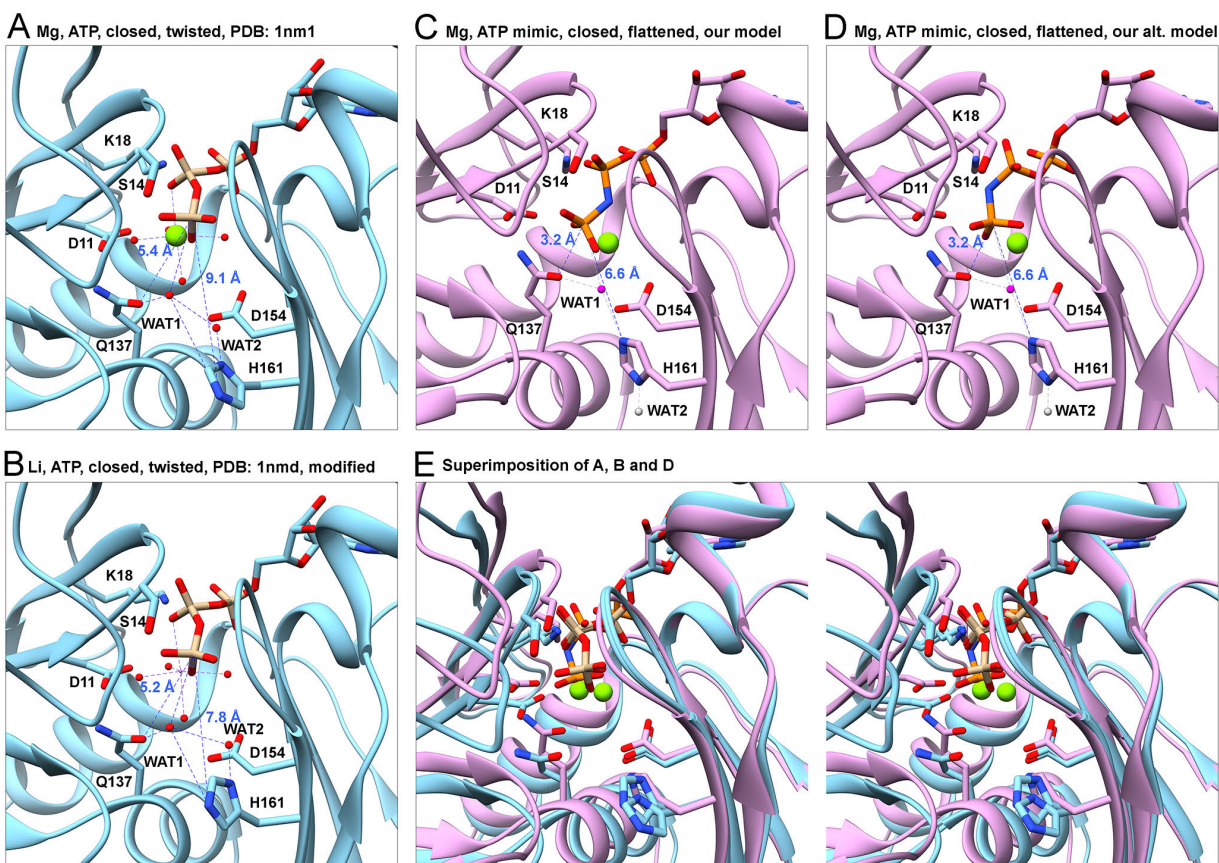 A Mg, ATP, closed, twisted, PDB: 1nm1
K18
S14
D11
5.4 Å
9.1 Å
WAT1
D154
Q137
WAT2
H161
C Mg, ATP mimic, closed, flattened, our model
K18
S14
D11
3.2 Å
6.6 Å
WAT1
D154
Q137
H161
WAT2
D Mg, ATP mimic, closed, flattened, our alt. model
K18
S14
D11
3.2 Å
6.6 Å
WAT1
D154
Q137
H161
WAT2
B Li, ATP, closed, twisted, PDB: 1nmd, modified
K18
S14
D11
5.2 Å
7.8 Å
WAT2
D154
WAT1
Q137
H161
E Superimposition of A, B and D